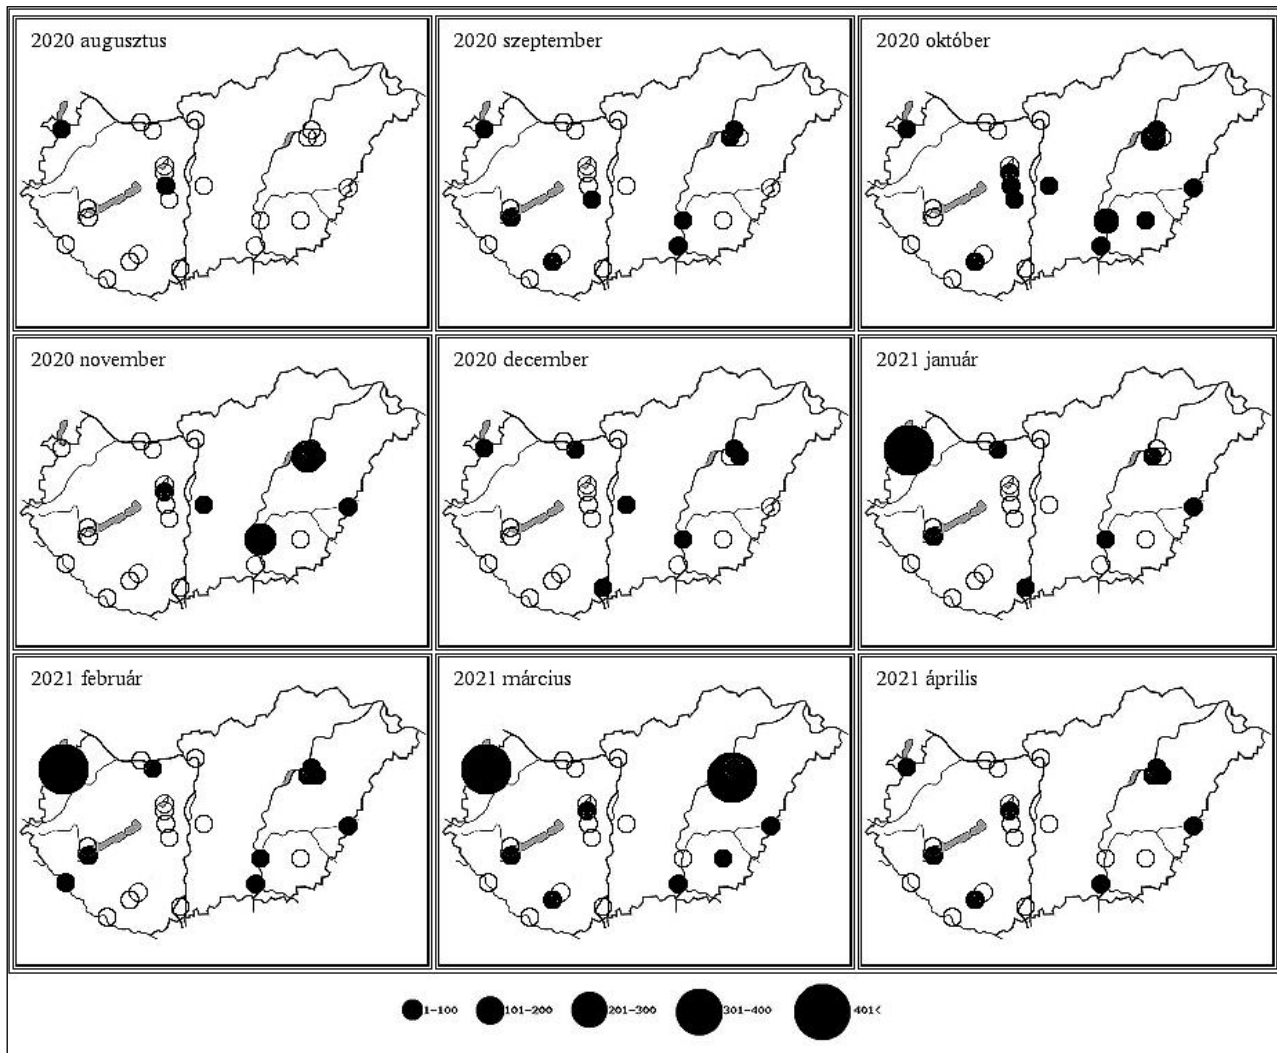 2020 augusztus
2020 szeptember
2020 október
2020 november
2020 december
2021 január
2021 február
2021 március
2021 április
1-100 101-200 201-300 301-400 401<